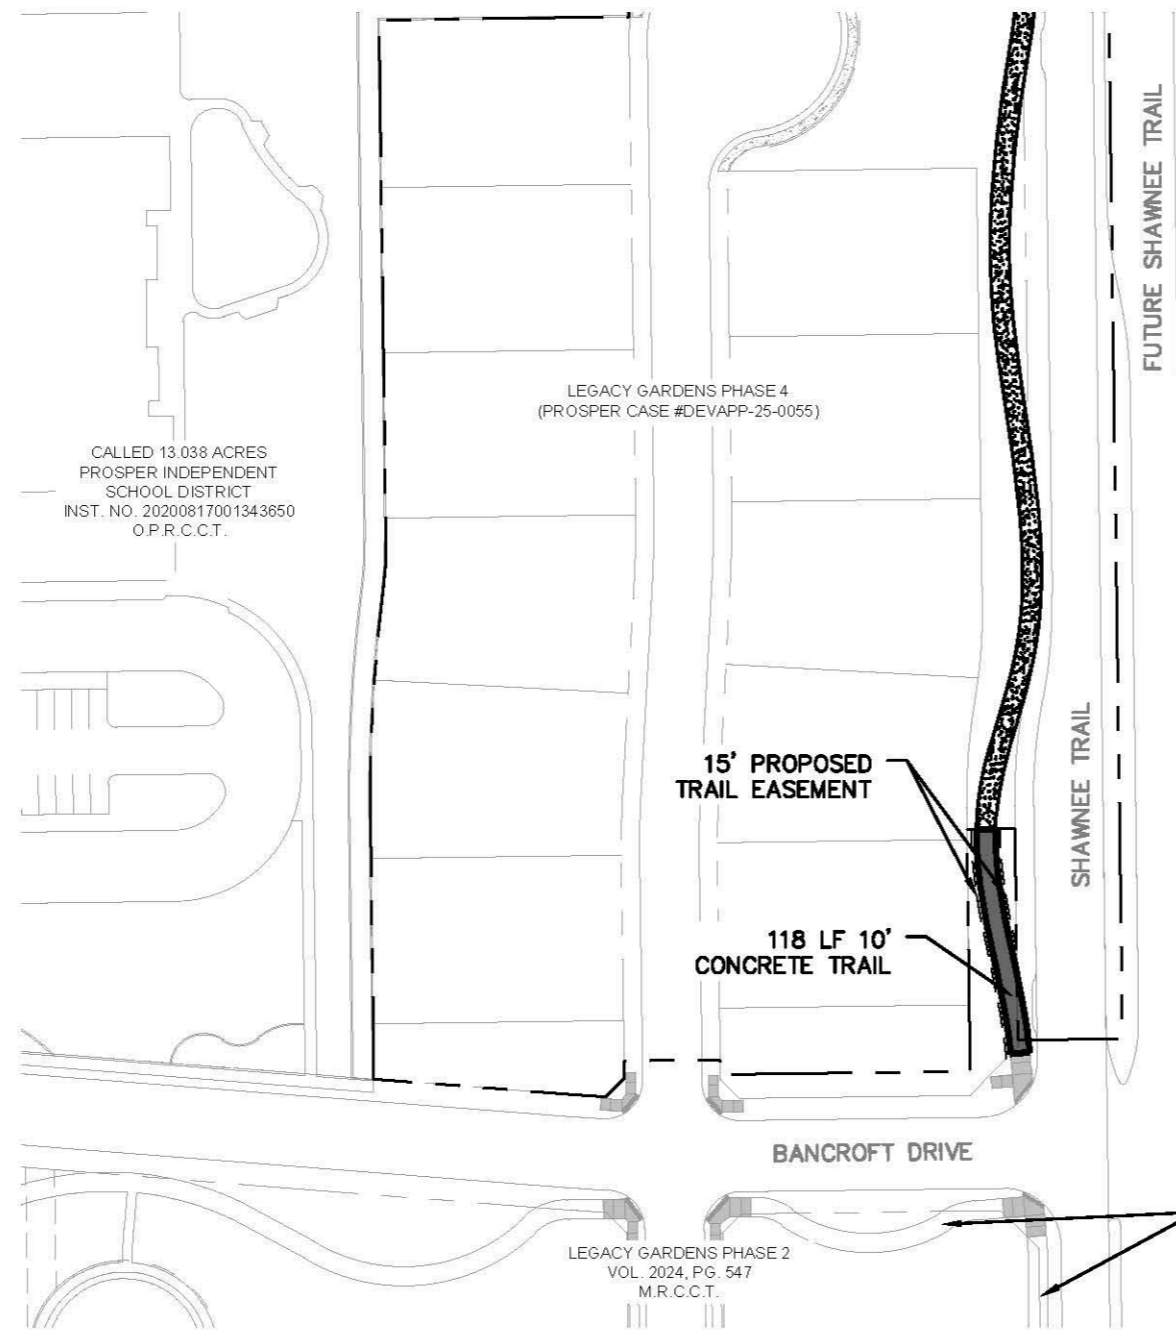 FUTURE SHAWNEE TRAIL
LEGACY GARDENS PHASE 4
(PROSPER CASE #DEVAPP-25-0055)
CALLED 13.038 ACRES
PROSPER INDEPENDENT
SCHOOL DISTRICT
INST. NO. 20200817001343650
O.P.R.C.C.T.
15' PROPOSED
TRAIL EASEMENT
SHAWNEE TRAIL
118 LF 10'
CONCRETE TRAIL
BANCROFT DRIVE
LEGACY GARDENS PHASE 2
VOL. 2024, PG. 547
M.R.C.C.T.